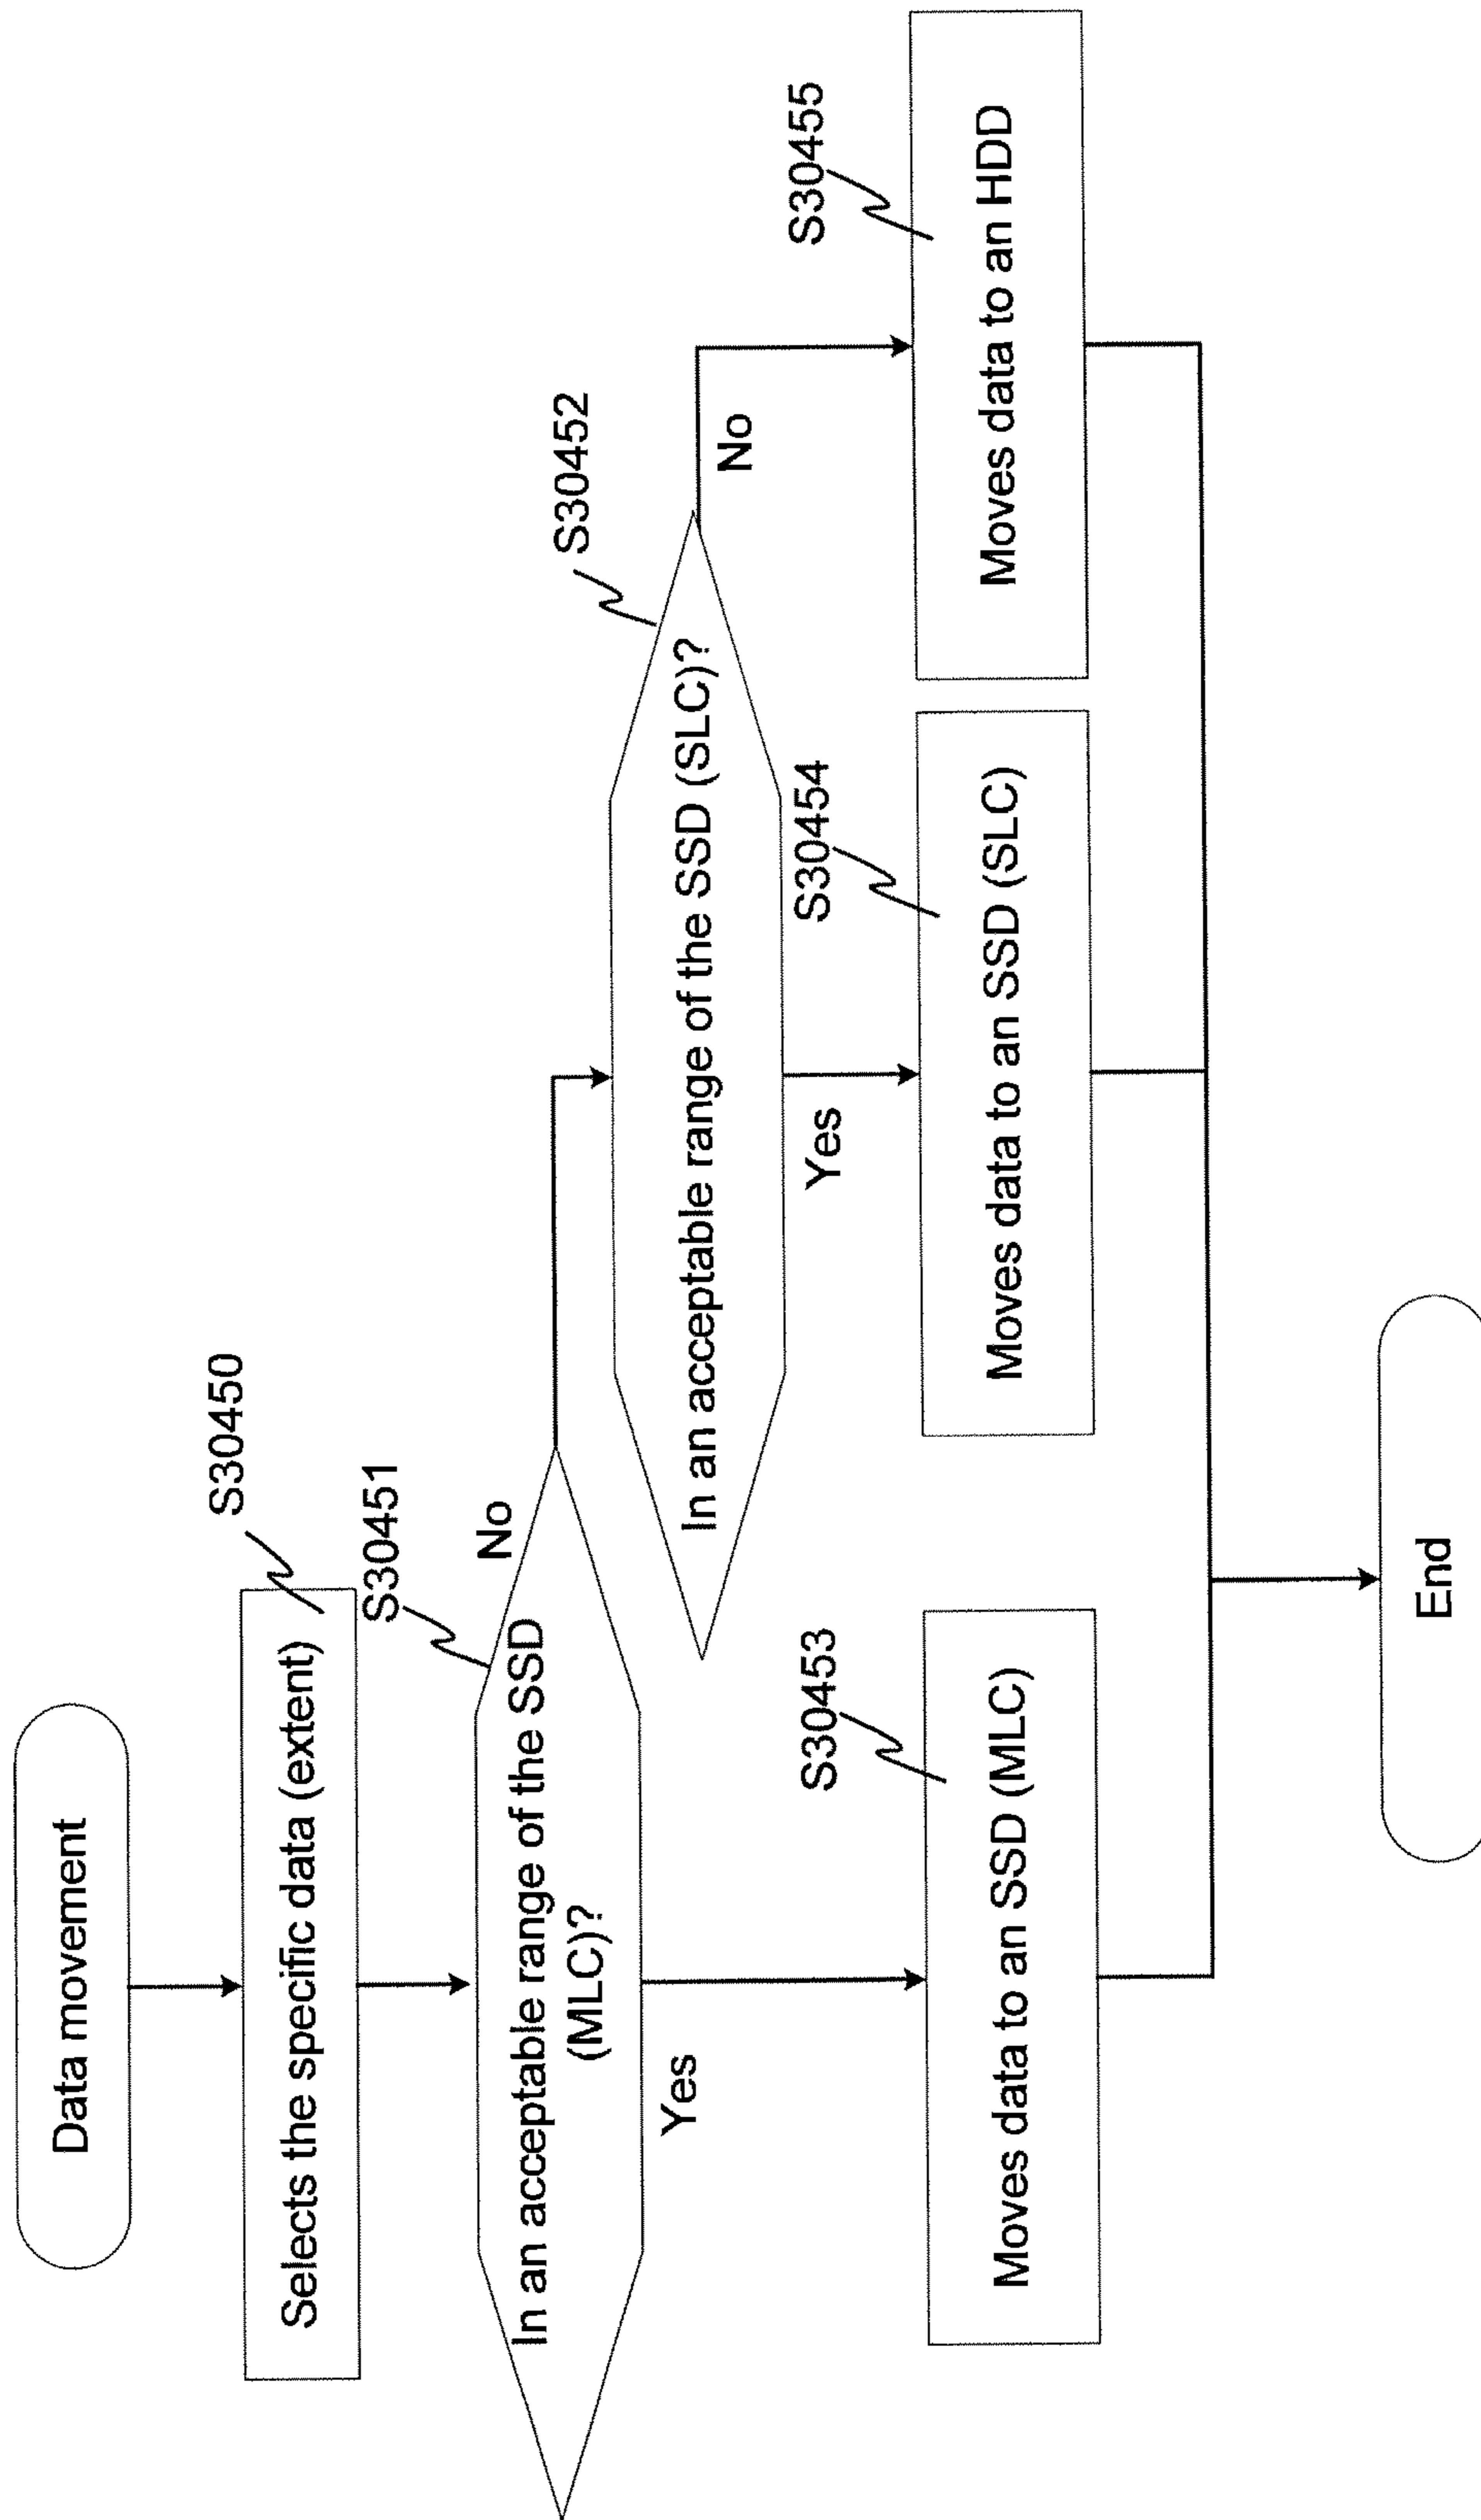 Data movement
S30450
Selects the specific data (extent)
S30451
In an acceptable range of the SSD
(MLC)?
No
Yes
S30452
In an acceptable range of the SSD (SLC)?
No
Yes
S30453
Moves data to an SSD (MLC)
S30454
Moves data to an SSD (SLC)
S30455
Moves data to an HDD
End